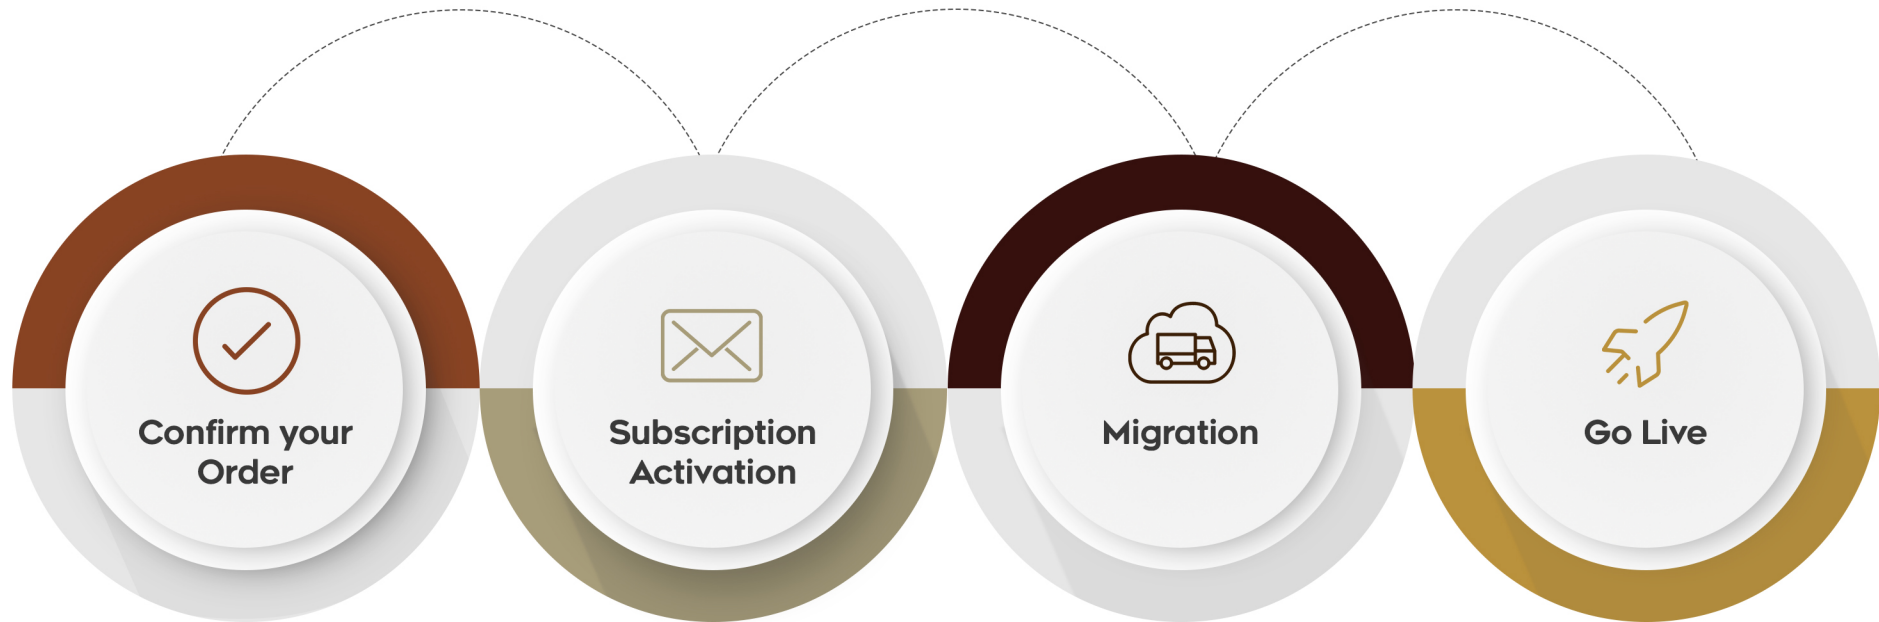 Confirm your
Order
Subscription
Activation
Migration
Go Live